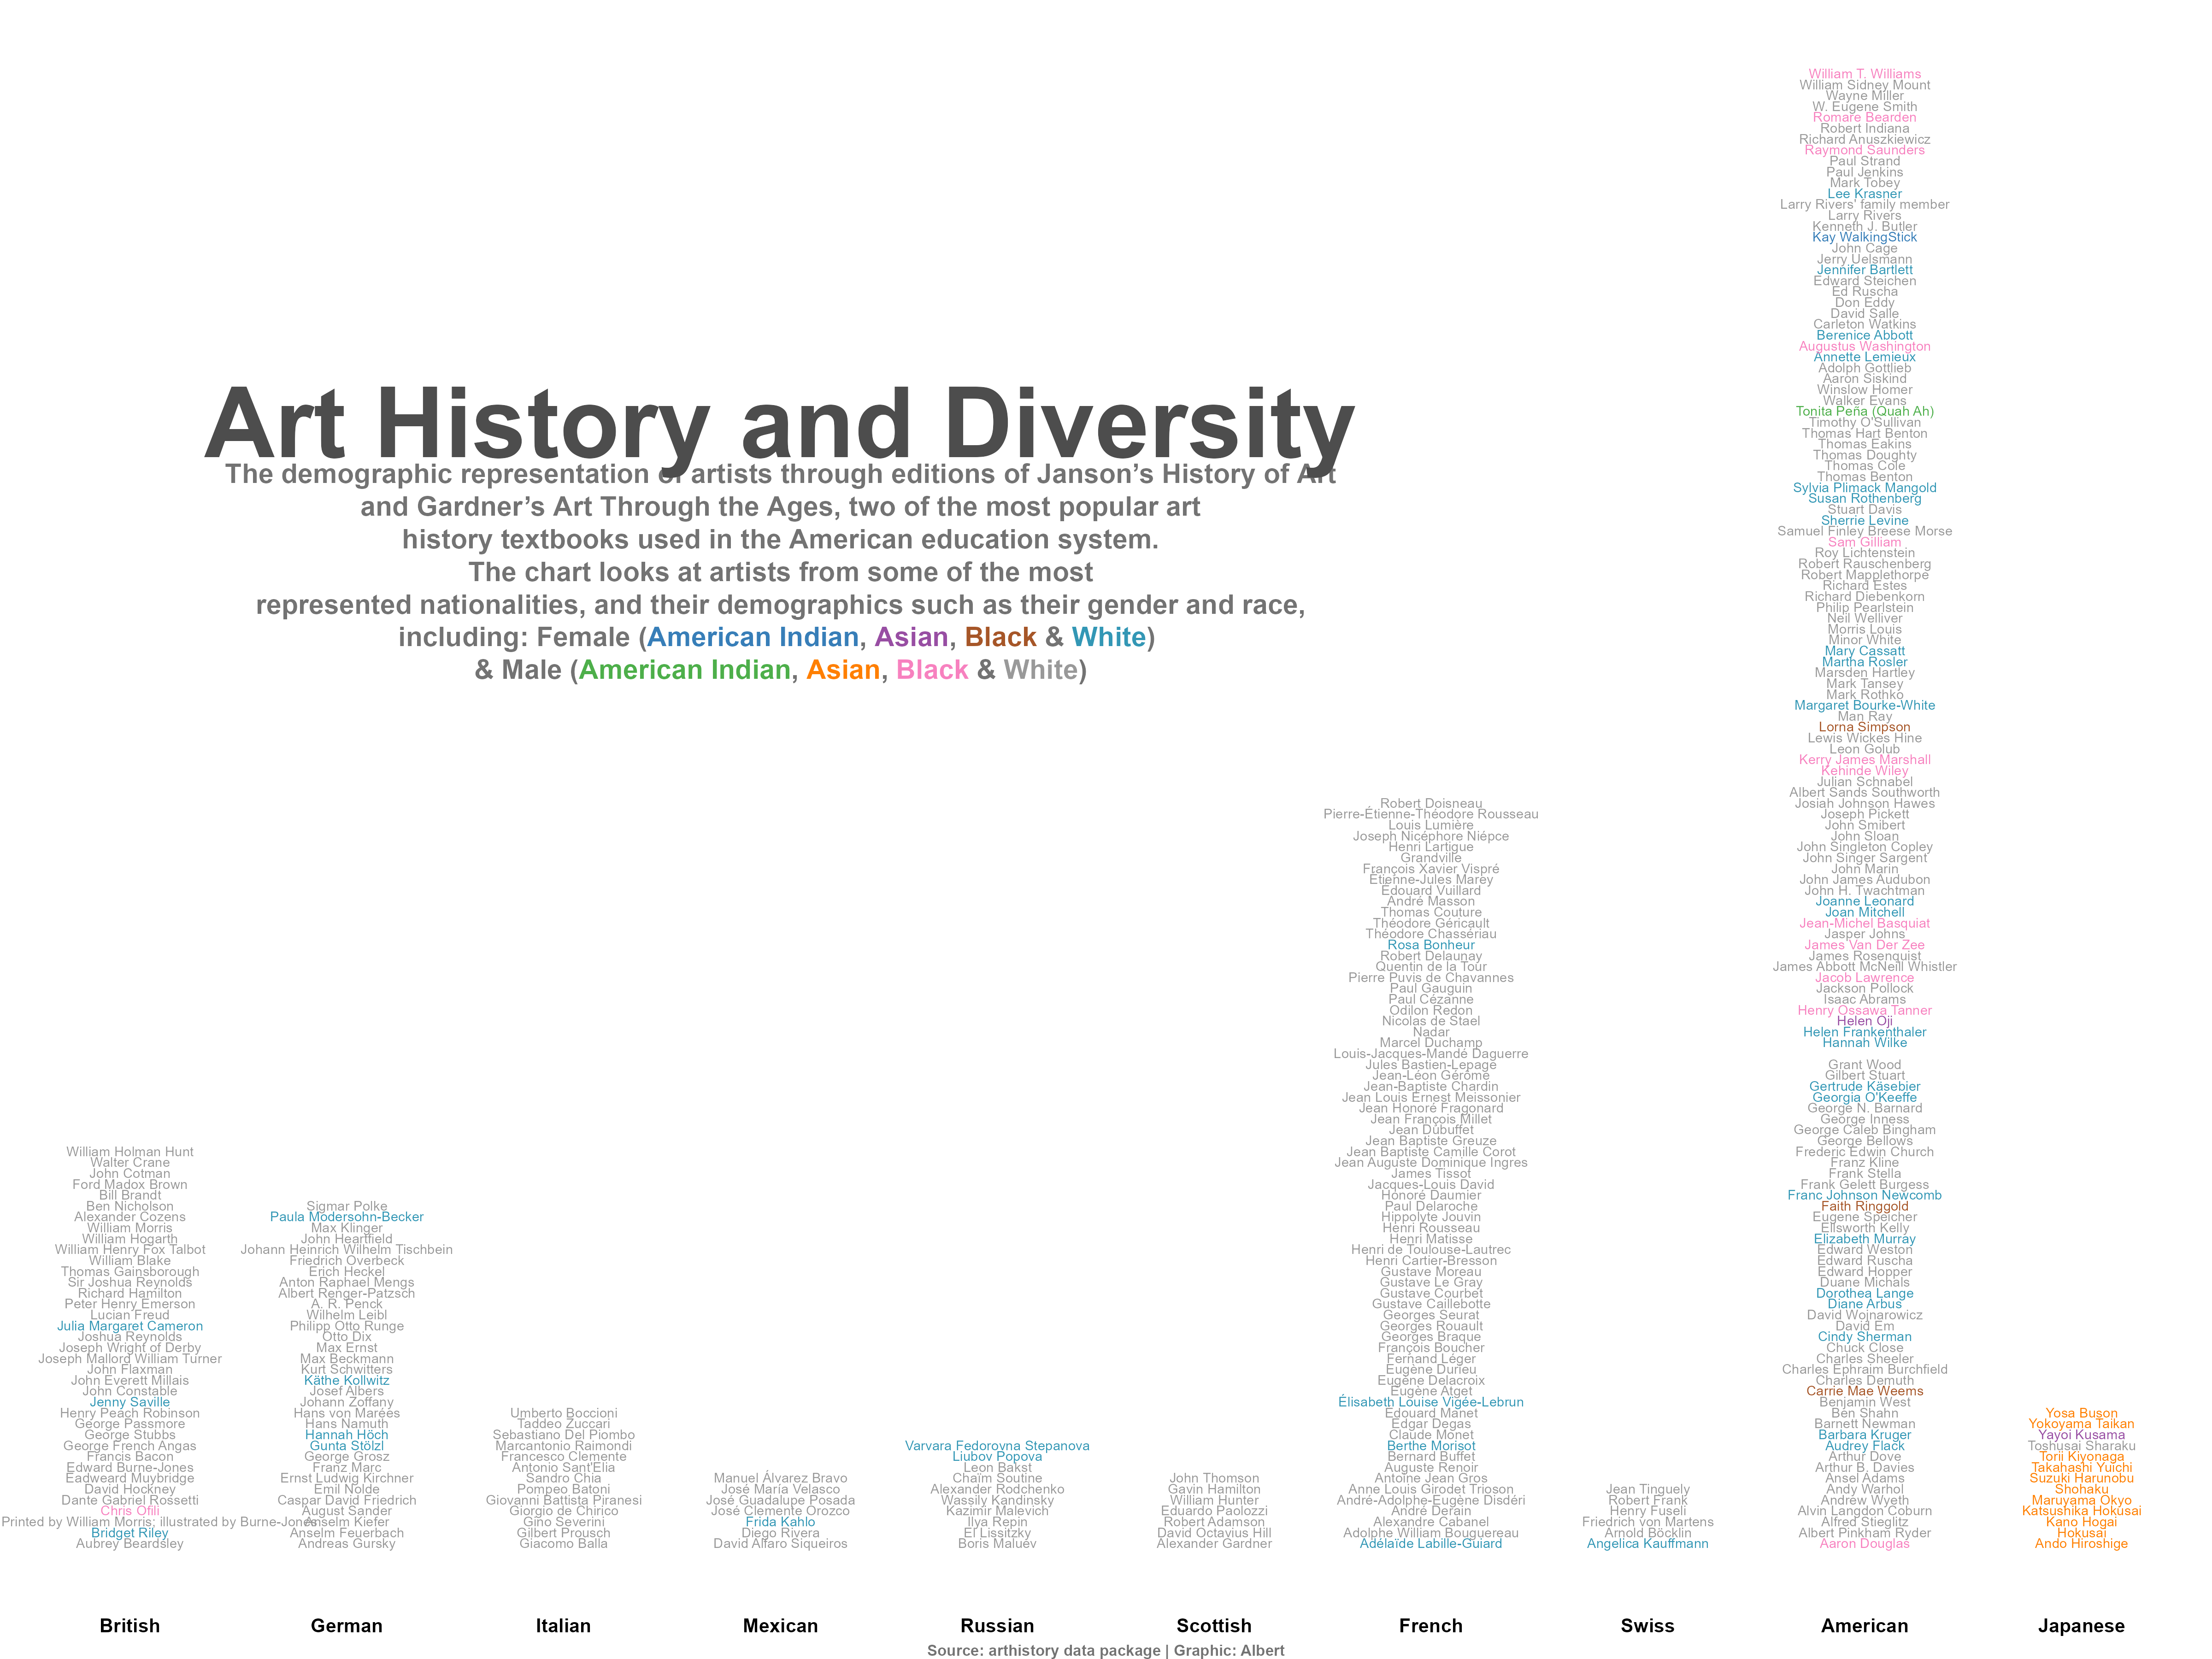 Art History and Diversity
The demographic representation of artists through editions of Janson’s History of Art
and Gardner’s Art Through the Ages, two of the most popular art
history textbooks used in the American education system.
The chart looks at artists from some of the most
represented nationalities, and their demographics such as their gender and race,
including: Female (American Indian, Asian, Black & White)
& Male (American Indian, Asian, Black & White)
William Holman Hunt
Walter Crane
John Cotman
Ford Madox Brown
Bill Brandt
Ben Nicholson
Alexander Cozens
William Morris
William Hogarth
William Henry Fox Talbot
William Blake
Thomas Gainsborough
Sir Joshua Reynolds
Richard Hamilton
Peter Henry Emerson
Lucian Freud
Julia Margaret Cameron
Joshua Reynolds
Joseph Wright of Derby
Joseph Mallord William Turner
John Flaxman
John Everett Millais
John Constable
Jenny Saville
Henry Peach Robinson
George Passmore
George Stubbs
George French Angas
Francis Bacon
Edward Burne-Jones
Eadweard Muybridge
David Hockney
Dante Gabriel Rossetti
Chris Ofili
Printed by William Morris; illustrated by Burne-Jones
Bridget Riley
Aubrey Beardsley
British
Sigmar Polke
Paula Modersohn-Becker
Max Klinger
John Heartfield
Johann Heinrich Wilhelm Tischbein
Friedrich Overbeck
Erich Heckel
Anton Raphael Mengs
Albert Renger-Patzsch
A. R. Penck
Wilhelm Leibl
Philipp Otto Runge
Otto Dix
Max Ernst
Max Beckmann
Kurt Schwitters
Käthe Kollwitz
Josef Albers
Johann Zoffany
Hans von Marées
Hans Namuth
Hannah Höch
Gunta Stölzl
George Grosz
Franz Marc
Ernst Ludwig Kirchner
Emil Nolde
Caspar David Friedrich
August Sander
Anselm Kiefer
Anselm Feuerbach
Andreas Gursky
German
Umberto Boccioni
Taddeo Zuccari
Sebastiano Del Piombo
Marcantonio Raimondi
Francesco Clemente
Antonio Sant'Elia
Sandro Chia
Pompeo Batoni
Giovanni Battista Piranesi
Giorgio de Chirico
Gino Severini
Gilbert Prousch
Giacomo Balla
Italian
Manuel Álvarez Bravo
José María Velasco
José Guadalupe Posada
José Clemente Orozco
Frida Kahlo
Diego Rivera
David Alfaro Siqueiros
Mexican
Varvara Fedorovna Stepanova
Liubov Popova
Leon Bakst
Chaïm Soutine
Alexander Rodchenko
Wassily Kandinsky
Kazimir Malevich
Ilya Repin
El Lissitzky
Boris Maluev
Russian
John Thomson
Gavin Hamilton
William Hunter
Eduardo Paolozzi
Robert Adamson
David Octavius Hill
Alexander Gardner
Scottish
Robert Doisneau
Pierre-Étienne-Théodore Rousseau
Louis Lumière
Joseph Nicéphore Niépce
Henri Lartigue
Grandville
François Xavier Vispré
Étienne-Jules Marey
Édouard Vuillard
André Masson
Thomas Couture
Théodore Géricault
Théodore Chassériau
Rosa Bonheur
Robert Delaunay
Quentin de la Tour
Pierre Puvis de Chavannes
Paul Gauguin
Paul Cézanne
Odilon Redon
Nicolas de Stael
Nadar
Marcel Duchamp
Louis-Jacques-Mandé Daguerre
Jules Bastien-Lepage
Jean-Léon Gérôme
Jean-Baptiste Chardin
Jean Louis Ernest Meissonier
Jean Honoré Fragonard
Jean François Millet
Jean Dubuffet
Jean Baptiste Greuze
Jean Baptiste Camille Corot
Jean Auguste Dominique Ingres
James Tissot
Jacques-Louis David
Honoré Daumier
Paul Delaroche
Hippolyte Jouvin
Henri Rousseau
Henri Matisse
Henri de Toulouse-Lautrec
Henri Cartier-Bresson
Gustave Moreau
Gustave Le Gray
Gustave Courbet
Gustave Caillebotte
Georges Seurat
Georges Rouault
Georges Braque
François Boucher
Fernand Léger
Eugène Durieu
Eugène Delacroix
Eugène Atget
Élisabeth Louise Vigée-Lebrun
Édouard Manet
Edgar Degas
Claude Monet
Berthe Morisot
Bernard Buffet
Auguste Renoir
Antoine Jean Gros
Anne Louis Girodet Trioson
André-Adolphe-Eugène Disdéri
André Derain
Alexandre Cabanel
Adolphe William Bouguereau
Adélaïde Labille-Guiard
French
Jean Tinguely
Robert Frank
Henry Fuseli
Friedrich von Martens
Arnold Böcklin
Angelica Kauffmann
Swiss
William T. Williams
William Sidney Mount
Wayne Miller
W. Eugene Smith
Romare Bearden
Robert Indiana
Richard Anuszkiewicz
Raymond Saunders
Paul Strand
Paul Jenkins
Mark Tobey
Lee Krasner
Larry Rivers' family member
Larry Rivers
Kenneth J. Butler
Kay WalkingStick
John Cage
Jerry Uelsmann
Jennifer Bartlett
Edward Steichen
Ed Ruscha
Don Eddy
David Salle
Carleton Watkins
Berenice Abbott
Augustus Washington
Annette Lemieux
Adolph Gottlieb
Aaron Siskind
Winslow Homer
Walker Evans
Tonita Peña (Quah Ah)
Timothy O'Sullivan
Thomas Hart Benton
Thomas Eakins
Thomas Doughty
Thomas Cole
Thomas Benton
Sylvia Plimack Mangold
Susan Rothenberg
Stuart Davis
Sherrie Levine
Samuel Finley Breese Morse
Sam Gilliam
Roy Lichtenstein
Robert Rauschenberg
Robert Mapplethorpe
Richard Estes
Richard Diebenkorn
Philip Pearlstein
Neil Welliver
Morris Louis
Minor White
Mary Cassatt
Martha Rosler
Marsden Hartley
Mark Tansey
Mark Rothko
Margaret Bourke-White
Man Ray
Lorna Simpson
Lewis Wickes Hine
Leon Golub
Kerry James Marshall
Kehinde Wiley
Julian Schnabel
Albert Sands Southworth
Josiah Johnson Hawes
Joseph Pickett
John Smibert
John Sloan
John Singleton Copley
John Singer Sargent
John Marin
John James Audubon
John H. Twachtman
Joanne Leonard
Joan Mitchell
Jean-Michel Basquiat
Jasper Johns
James Van Der Zee
James Rosenquist
James Abbott McNeill Whistler
Jacob Lawrence
Jackson Pollock
Isaac Abrams
Henry Ossawa Tanner
Helen Oji
Helen Frankenthaler
Hannah Wilke
Grant Wood
Gilbert Stuart
Gertrude Käsebier
Georgia O'Keeffe
George N. Barnard
George Inness
George Caleb Bingham
George Bellows
Frederic Edwin Church
Franz Kline
Frank Stella
Frank Gelett Burgess
Franc Johnson Newcomb
Faith Ringgold
Eugene Speicher
Ellsworth Kelly
Elizabeth Murray
Edward Weston
Edward Ruscha
Edward Hopper
Duane Michals
Dorothea Lange
Diane Arbus
David Wojnarowicz
David Em
Cindy Sherman
Chuck Close
Charles Sheeler
Charles Ephraim Burchfield
Charles Demuth
Carrie Mae Weems
Benjamin West
Ben Shahn
Barnett Newman
Barbara Kruger
Audrey Flack
Arthur Dove
Arthur B. Davies
Ansel Adams
Andy Warhol
Andrew Wyeth
Alvin Langdon Coburn
Alfred Stieglitz
Albert Pinkham Ryder
Aaron Douglas
American
Yosa Buson
Yokoyama Taikan
Yayoi Kusama
Toshusai Sharaku
Torii Kiyonaga
Takahashi Yuichi
Suzuki Harunobu
Shohaku
Maruyama Okyo
Katsushika Hokusai
Kano Hogai
Hokusai
Ando Hiroshige
Japanese
Source: arthistory data package | Graphic: Albert